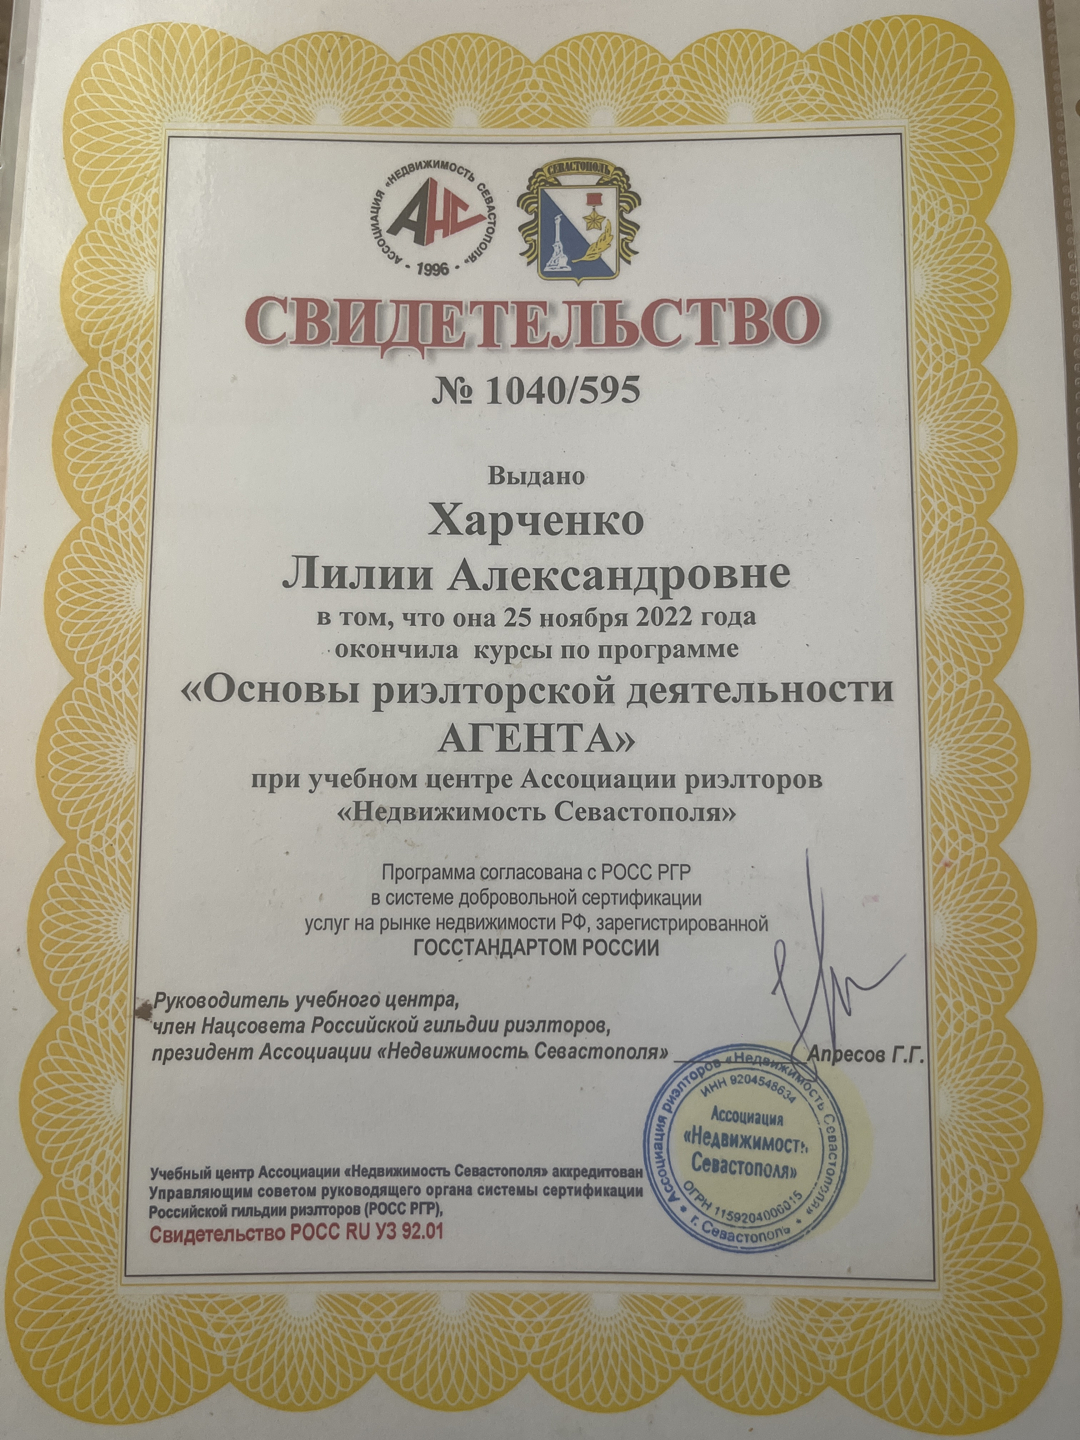 АССОЦИАЦИЯ «НЕДВИЖИМОСТЬ СЕВАСТОПОЛЯ»
АНС
• 1996 •
СЕВАСТОПОЛЬ
СВИДЕТЕЛЬСТВО
№ 1040/595
Выдано
Харченко
Лилии Александровне
в том, что она 25 ноября 2022 года
окончила курсы по программе
«Основы риэлторской деятельности
АГЕНТА»
при учебном центре Ассоциации риэлторов
«Недвижимость Севастополя»
Программа согласована с РОСС РГР
в системе добровольной сертификации
услуг на рынке недвижимости РФ, зарегистрированной
ГОССТАНДАРТОМ РОССИИ
Руководитель учебного центра,
член Нацсовета Российской гильдии риэлторов,
президент Ассоциации «Недвижимость Севастополя» ____________Апресов Г.Г.
Ассоциация риэлторов «Недвижимость Севастополя»
ИНН 9204548634
Ассоциация
«Недвижимость
Севастополя»
ОГРН 1159204006015
• г. Севастополь •
Учебный центр Ассоциации «Недвижимость Севастополя» аккредитован
Управляющим советом руководящего органа системы сертификации
Российской гильдии риэлторов (РОСС РГР),
Свидетельство РОСС RU УЗ 92.01